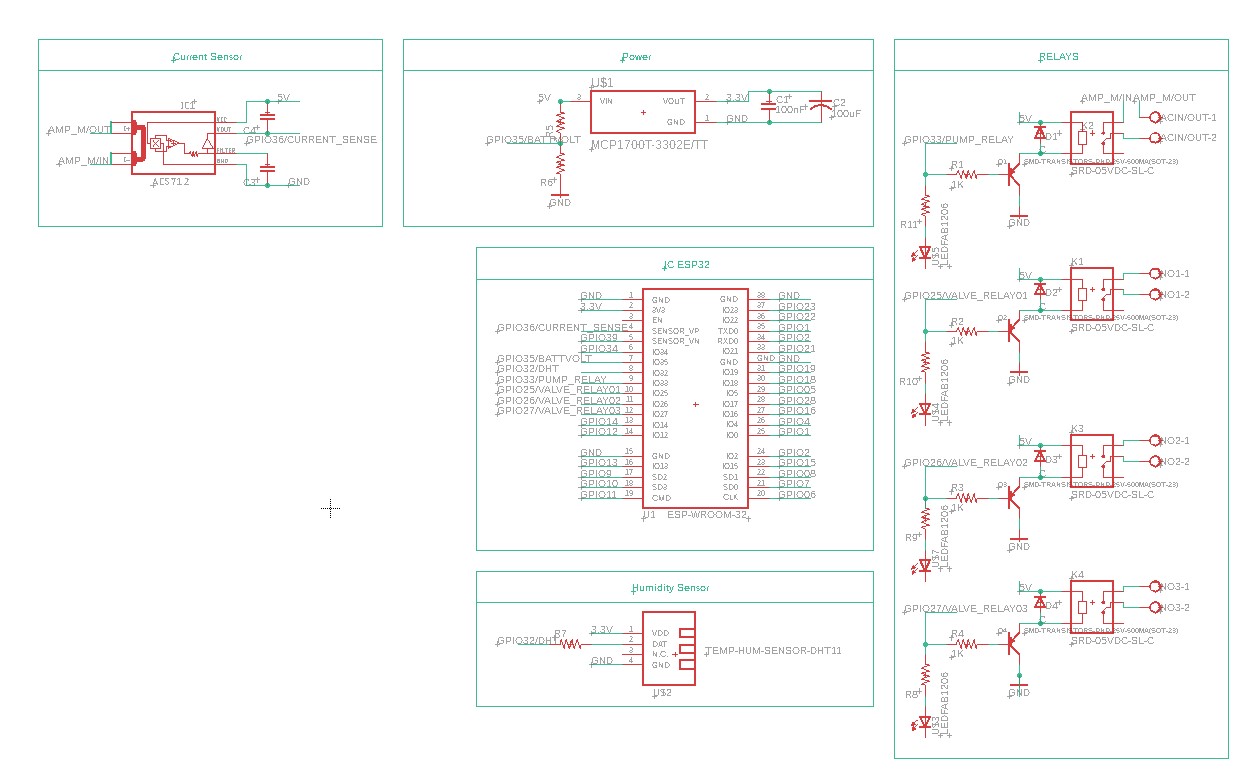 Current Sensor
IC1
5V
VCC
AMP_M/OUT
IP+
VOUT
C4
GPIO36/CURRENT_SENSE
AMP_M/IN
IP-
FILTER
GND
C3
GND
ACS712
Power
U$1
5V
3
VIN
VOUT
2
3.3V
C1
100nF
C2
100uF
GND
1
GND
R5
GPIO35/BATTVOLT
MCP1700T-3302E/TT
R6
GND
IC ESP32
GND 1 GND GND 38 GND
3.3V 2 3V3 IO23 37 GPIO23
3 EN IO22 36 GPIO22
GPIO36/CURRENT_SENSE 4 SENSOR_VP TXD0 35 GPIO1
GPIO39 5 SENSOR_VN RXD0 34 GPIO2
GPIO34 6 IO34 IO21 33 GPIO21
GPIO35/BATTVOLT 7 IO35 GND GND GND
GPIO32/DHT 8 IO32 IO19 31 GPIO19
GPIO33/PUMP_RELAY 9 IO33 IO18 30 GPIO18
GPIO25/VALVE_RELAY01 10 IO25 IO5 29 GPIO05
GPIO26/VALVE_RELAY02 11 IO26 IO17 28 GPIO28
GPIO27/VALVE_RELAY03 12 IO27 IO16 27 GPIO16
GPIO14 13 IO14 IO4 26 GPIO4
GPIO12 14 IO12 IO0 25 GPIO1
GND 15 GND IO2 24 GPIO2
GPIO13 16 IO13 IO15 23 GPIO15
GPIO9 17 SD2 SD1 22 GPIO08
GPIO10 18 SD3 SD0 21 GPIO7
GPIO11 19 CMD CLK 20 GPIO06
U1 ESP-WROOM-32
Humidity Sensor
3.3V 1 VDD
GPIO32/DHT R7 2 DAT
3 N.C.
GND 4 GND
TEMP-HUM-SENSOR-DHT11
U$2
RELAYS
AMP_M/IN AMP_M/OUT
5V
D1
K2
ACIN/OUT-1
ACIN/OUT-2
GPIO33/PUMP_RELAY
R1
1K
Q1
C
SMD-TRANSISTORS-PNP-25V-500MA(SOT-23)
SRD-05VDC-SL-C
R11
GND
U$5
LEDFAB1206
K1
5V
D2
NO1-1
NO1-2
GPIO25/VALVE_RELAY01
R2
1K
Q2
C
SMD-TRANSISTORS-PNP-25V-500MA(SOT-23)
SRD-05VDC-SL-C
R10
GND
U$4
LEDFAB1206
K3
5V
D3
NO2-1
NO2-2
GPIO26/VALVE_RELAY02
R3
1K
Q3
C
SMD-TRANSISTORS-PNP-25V-500MA(SOT-23)
SRD-05VDC-SL-C
R9
GND
U$7
LEDFAB1206
K4
5V
D4
NO3-1
NO3-2
GPIO27/VALVE_RELAY03
R4
1K
Q4
C
SMD-TRANSISTORS-PNP-25V-500MA(SOT-23)
SRD-05VDC-SL-C
R8
GND
U$3
LEDFAB1206